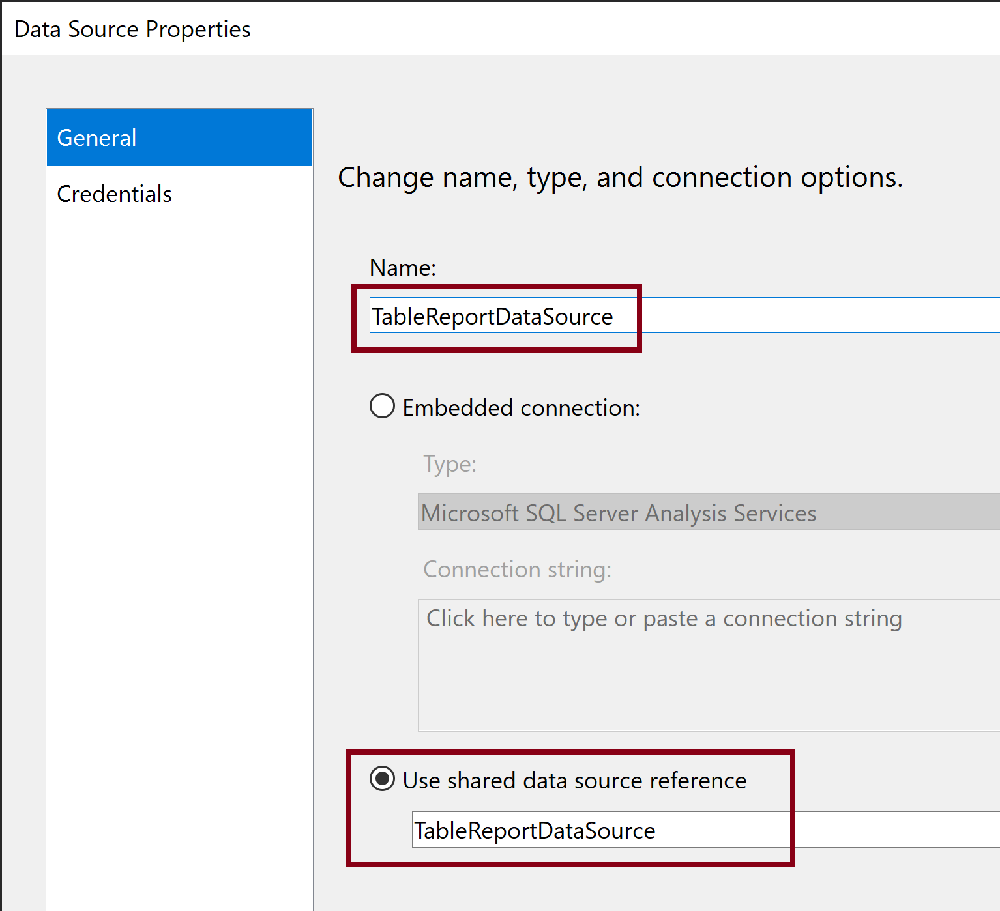 Data Source Properties
General
Credentials
Change name, type, and connection options.
Name:
TableReportDataSource
Embedded connection:
Type:
Microsoft SQL Server Analysis Services
Connection string:
Click here to type or paste a connection string
Use shared data source reference
TableReportDataSource